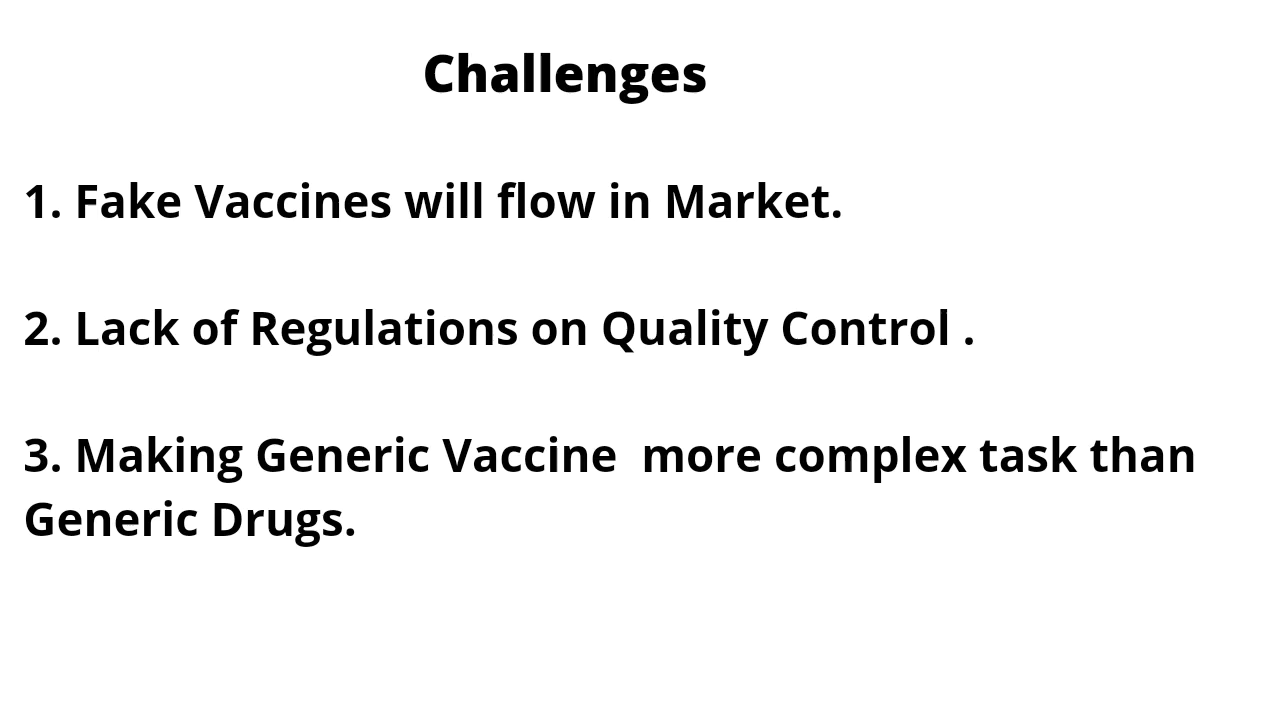 Challenges
1. Fake Vaccines will flow in Market.
2. Lack of Regulations on Quality Control .
3. Making Generic Vaccine  more complex task than
Generic Drugs.